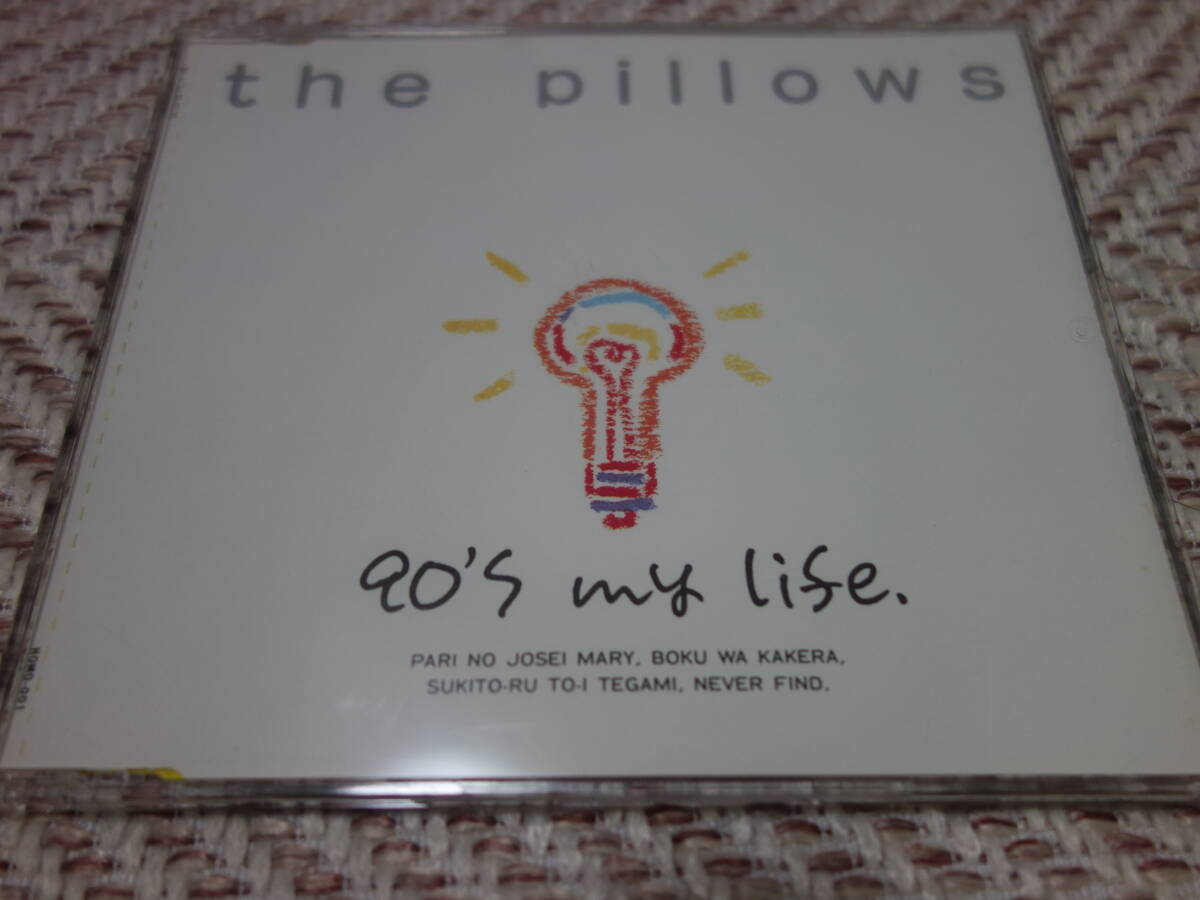 the pillows
90's my life.
PARI NO JOSEI MARY, BOKU WA KAKERA,
SUKITO-RU TO-I TEGAMI, NEVER FIND.